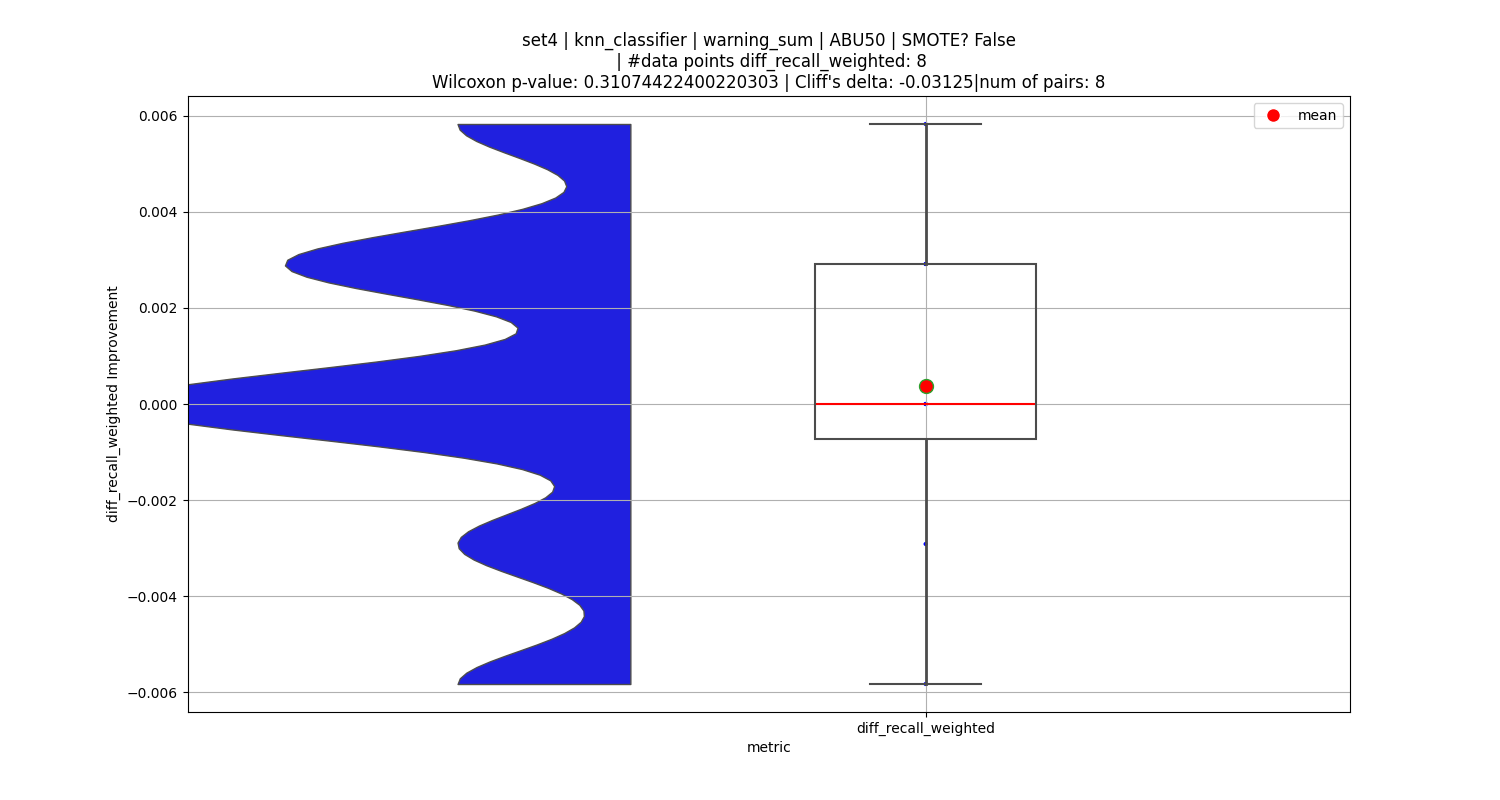 set4 | knn_classifier | warning_sum | ABU50 | SMOTE? False
| #data points diff_recall_weighted: 8
Wilcoxon p-value: 0.31074422400220303 | Cliff's delta: -0.03125|num of pairs: 8
mean
0.006
0.004
0.002
0.000
−0.002
−0.004
−0.006
diff_recall_weighted Improvement
diff_recall_weighted
metric